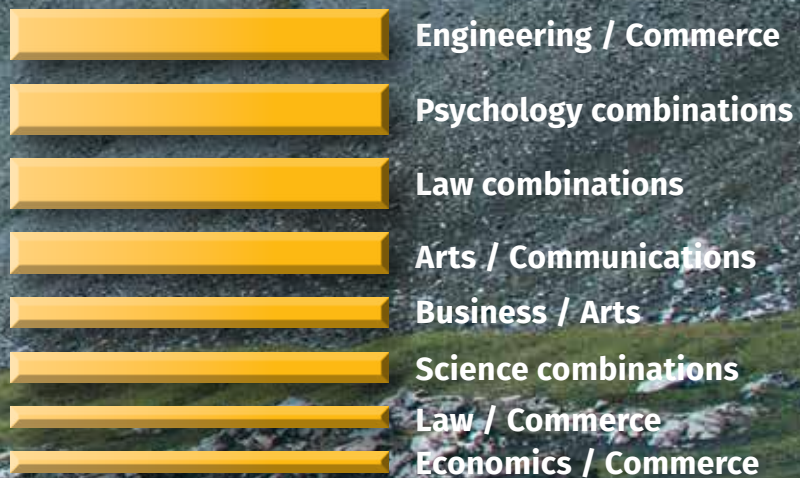 Engineering / Commerce
Psychology combinations
Law combinations
Arts / Communications
Business / Arts
Science combinations
Law / Commerce
Economics / Commerce